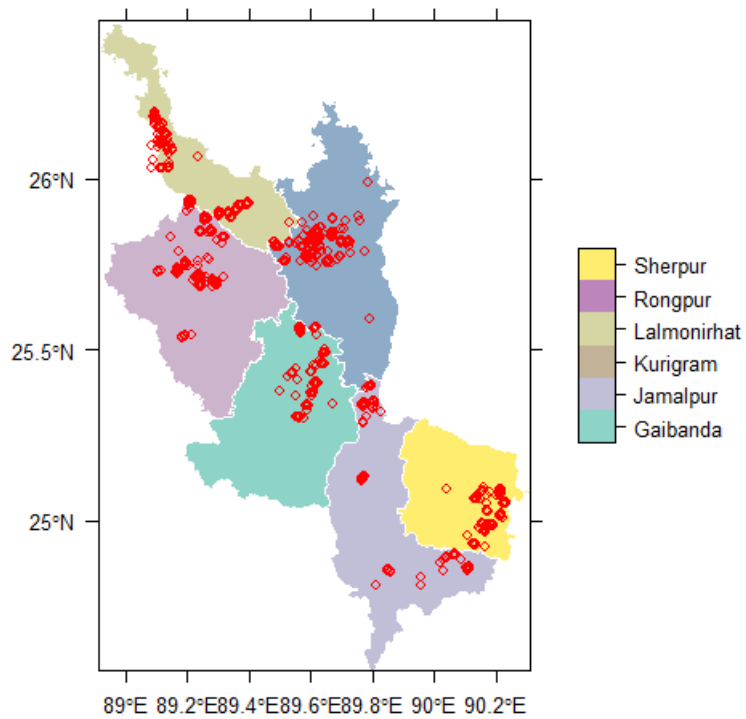 26°N
25.5°N
25°N
89°E 89.2°E 89.4°E 89.6°E 89.8°E 90°E 90.2°E
Sherpur
Rongpur
Lalmonirhat
Kurigram
Jamalpur
Gaibanda